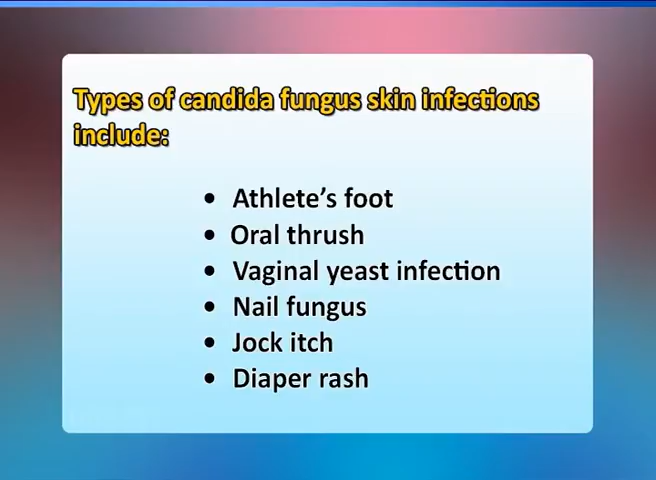 Types of candida fungus skin infections
include:
• Athlete's foot
• Oral thrush
• Vaginal yeast infection
• Nail fungus
• Jock itch
• Diaper rash